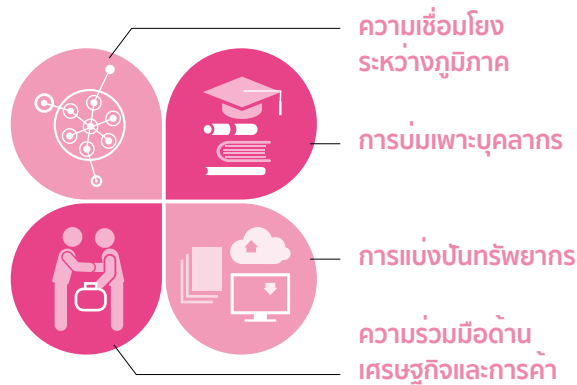 ความเชื่อมโยง
ระหว่างภูมิภาค
การบ่มเพาะบุคลากร
การแบ่งปันทรัพยากร
ความร่วมมือด้าน
เศรษฐกิจและการค้า